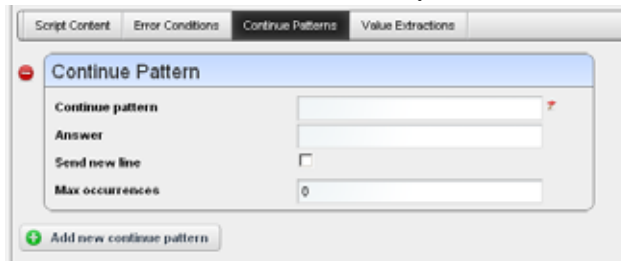 Script Content Error Conditions Continue Patterns Value Extractions
Continue Pattern
Continue pattern *
Answer
Send new line
Max occurrences 0
Add new continue pattern